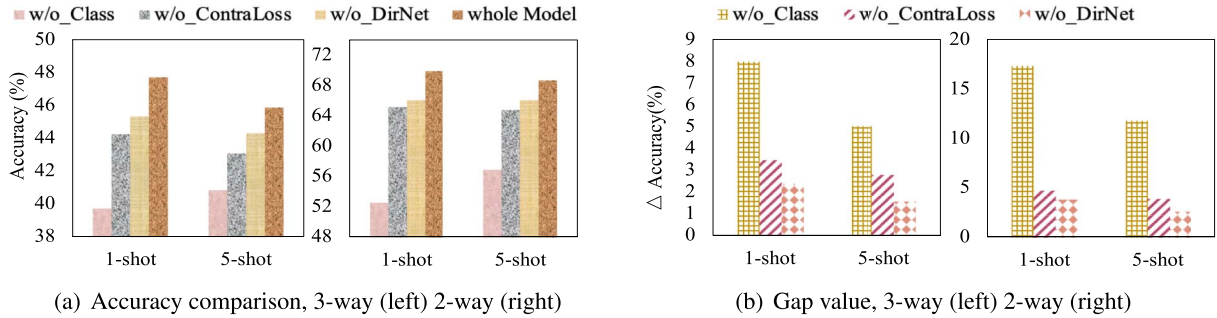 w/o_Class w/o_ContraLoss w/o_DirNet whole Model
50
48
46
44
42
40
38
Accuracy (%)
1-shot 5-shot
72
68
64
60
56
52
48
1-shot 5-shot
(a) Accuracy comparison, 3-way (left) 2-way (right)
w/o_Class w/o_ContraLoss w/o_DirNet
9
8
7
6
5
4
3
2
1
0
△ Accuracy(%)
1-shot 5-shot
20
15
10
5
0
1-shot 5-shot
(b) Gap value, 3-way (left) 2-way (right)